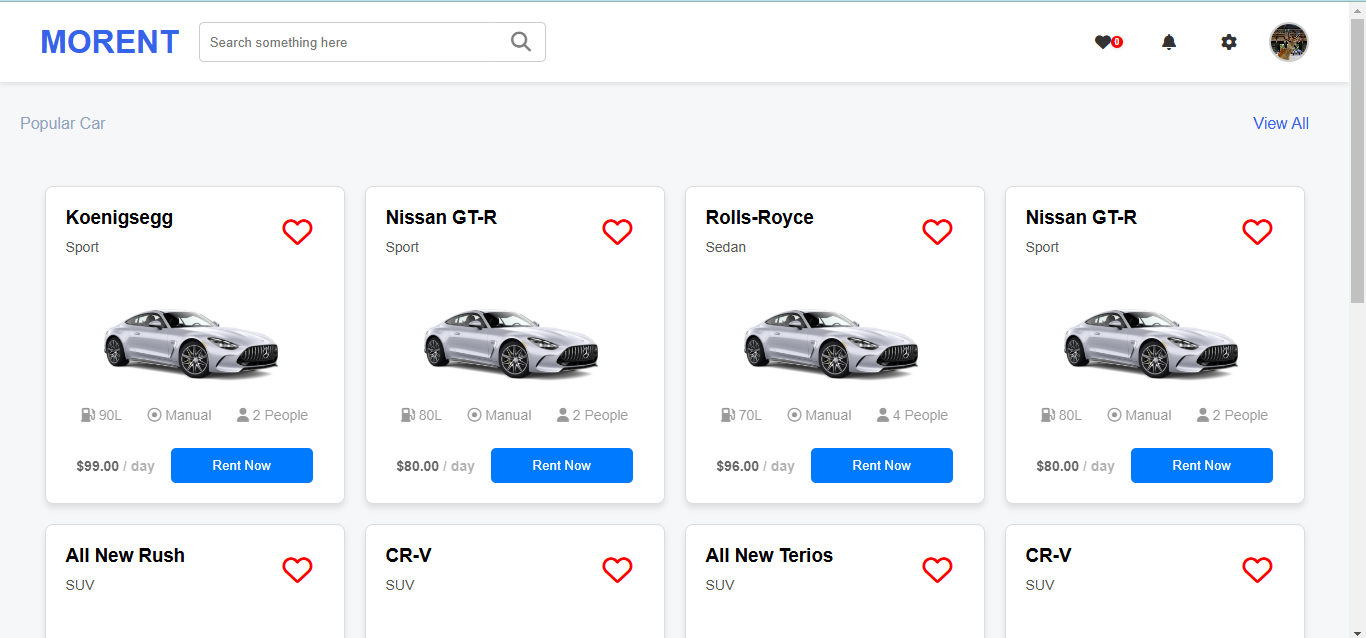 MORENT
Search something here
0
Popular Car
View All
Koenigsegg
Sport
90L
Manual
2 People
$99.00 / day
Rent Now
Nissan GT-R
Sport
80L
Manual
2 People
$80.00 / day
Rent Now
Rolls-Royce
Sedan
70L
Manual
4 People
$96.00 / day
Rent Now
Nissan GT-R
Sport
80L
Manual
2 People
$80.00 / day
Rent Now
All New Rush
SUV
CR-V
SUV
All New Terios
SUV
CR-V
SUV